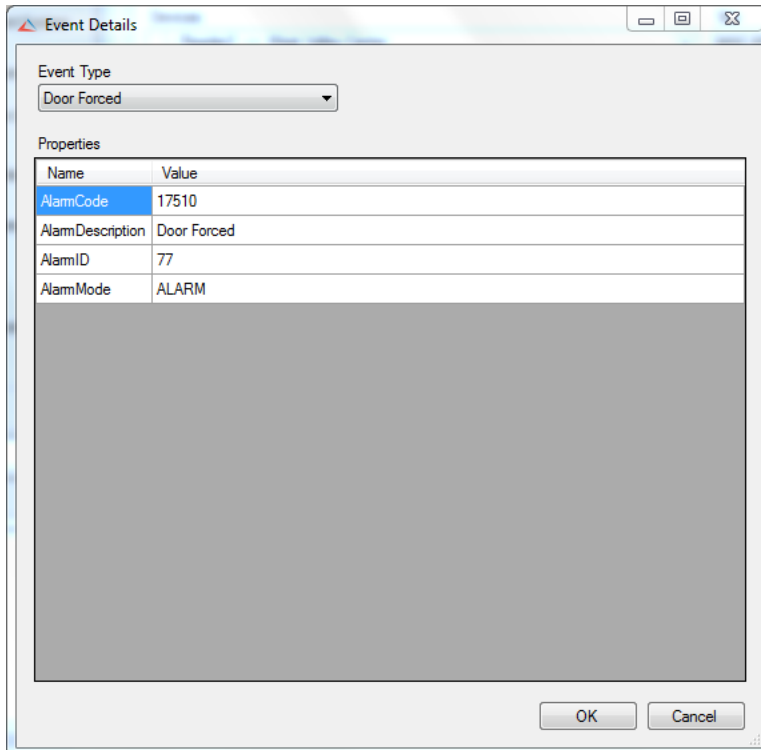 Event Details
Event Type
Door Forced
Properties
Name Value
AlarmCode 17510
AlarmDescription Door Forced
AlarmID 77
AlarmMode ALARM
OK Cancel